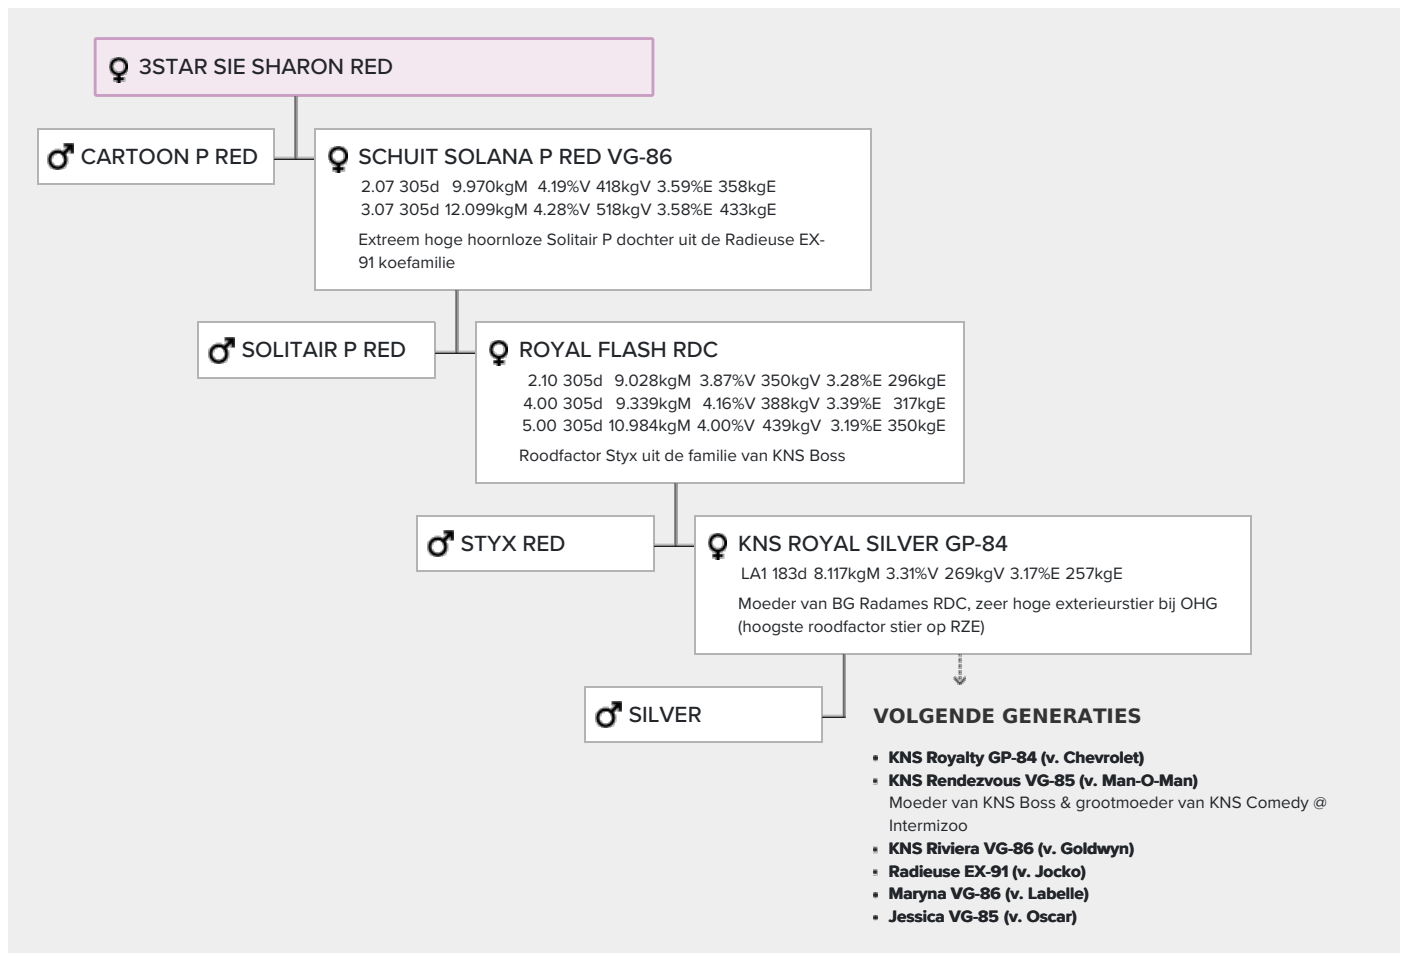 3STAR SIE SHARON RED
CARTOON P RED
SCHUIT SOLANA P RED VG-86
2.07 305d 9.970kgM 4.19%V 418kgV 3.59%E 358kgE
3.07 305d 12.099kgM 4.28%V 518kgV 3.58%E 433kgE
Extreem hoge hoornloze Solitair P dochter uit de Radieuse EX-
91 koefamilie
SOLITAIR P RED
ROYAL FLASH RDC
2.10 305d 9.028kgM 3.87%V 350kgV 3.28%E 296kgE
4.00 305d 9.339kgM 4.16%V 388kgV 3.39%E 317kgE
5.00 305d 10.984kgM 4.00%V 439kgV 3.19%E 350kgE
Roodfactor Styx uit de familie van KNS Boss
STYX RED
KNS ROYAL SILVER GP-84
LA1 183d 8.117kgM 3.31%V 269kgV 3.17%E 257kgE
Moeder van BG Radames RDC, zeer hoge exterieurstier bij OHG
(hoogste roodfactor stier op RZE)
SILVER
VOLGENDE GENERATIES
KNS Royalty GP-84 (v. Chevrolet)
KNS Rendezvous VG-85 (v. Man-O-Man)
Moeder van KNS Boss & grootmoeder van KNS Comedy @
Intermizoo
KNS Riviera VG-86 (v. Goldwyn)
Radieuse EX-91 (v. Jocko)
Maryna VG-86 (v. Labelle)
Jessica VG-85 (v. Oscar)